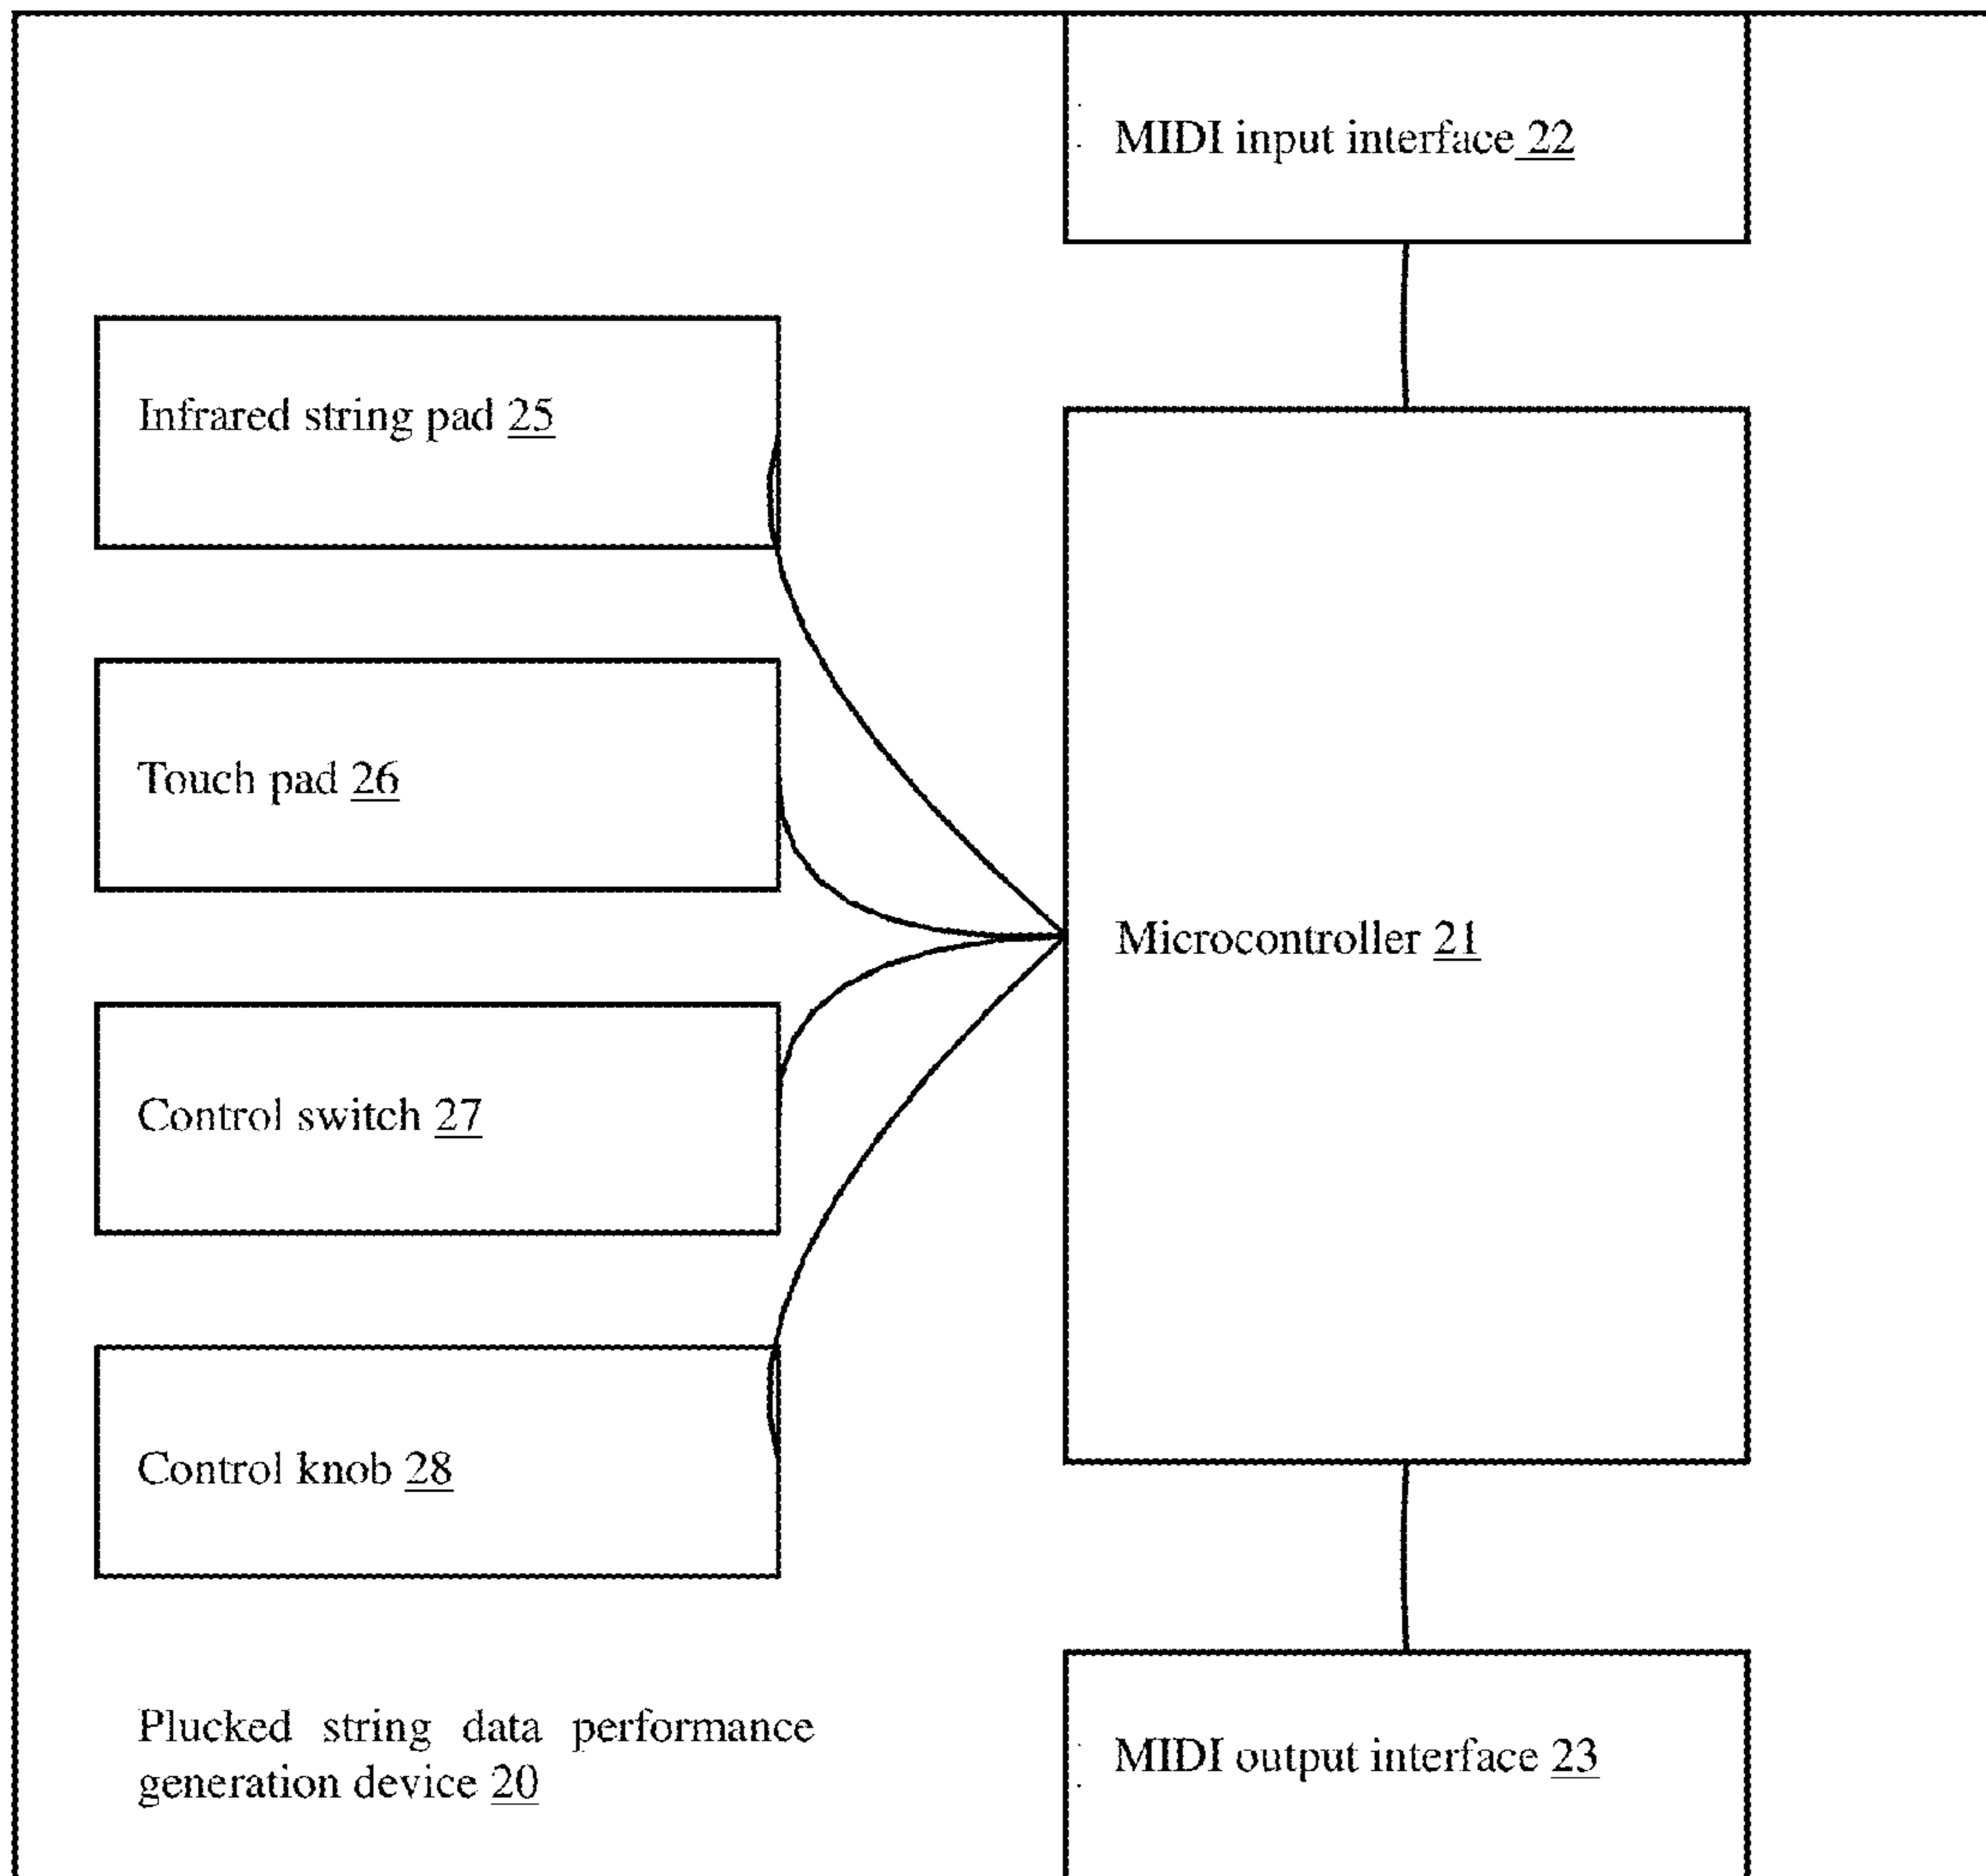 MIDI input interface 22
Infrared string pad 25
Touch pad 26
Microcontroller 21
Control switch 27
Control knob 28
Plucked string data performance
generation device 20
MIDI output interface 23